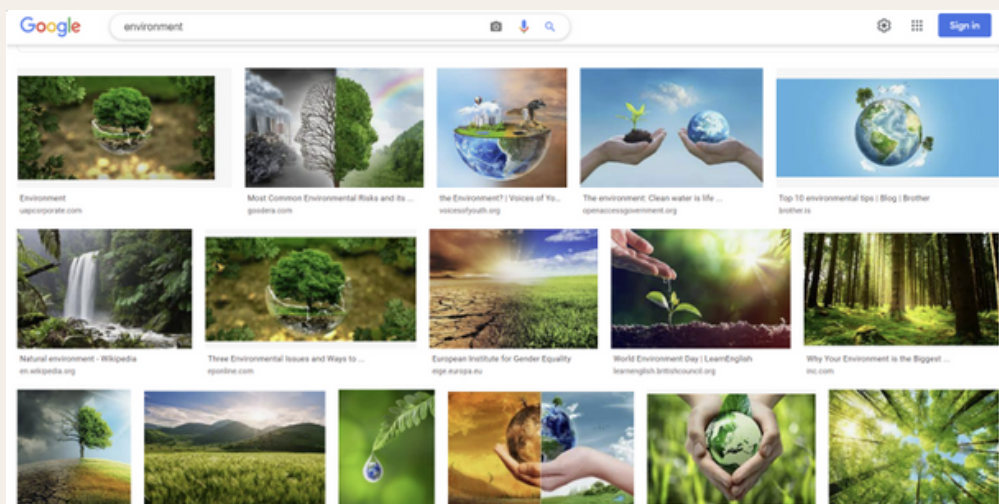 Google
environment
Sign in
Environment
uapcorporate.com
Most Common Environmental Risks and its ...
goodera.com
the Environment? | Voices of Yo...
voicesofyouth.org
The environment: Clean water is life ...
openaccessgovernment.org
Top 10 environmental tips | Blog | Brother
brother.is
Natural environment - Wikipedia
en.wikipedia.org
Three Environmental Issues and Ways to ...
eponline.com
European Institute for Gender Equality
eige.europa.eu
World Environment Day | LearnEnglish
learnenglish.britishcouncil.org
Why Your Environment is the Biggest ...
inc.com